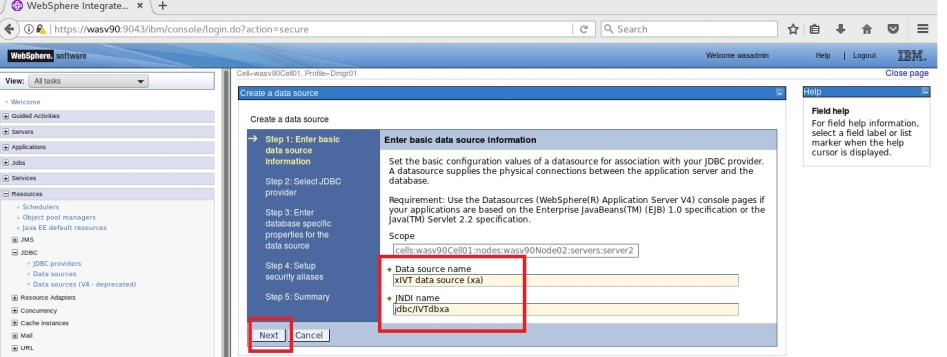 WebSphere Integrate...
https://wasv90:9043/ibm/console/login.do?action=secure
Search
WebSphere. software
Welcome wasadmin
Help | Logout
IBM.
View: All tasks
Welcome
Guided Activities
Servers
Applications
Jobs
Services
Resources
Schedulers
Object pool managers
Java EE default resources
JMS
JDBC
JDBC providers
Data sources
Data sources (V4 - deprecated)
Resource Adapters
Concurrency
Cache instances
Mail
URL
Cell=wasv90Cell01, Profile=Dmgr01
Close page
Create a data source
Create a data source
Step 1: Enter basic
data source
information
Step 2: Select JDBC
provider
Step 3: Enter
database specific
properties for the
data source
Step 4: Setup
security aliases
Step 5: Summary
Enter basic data source information
Set the basic configuration values of a datasource for association with your JDBC provider.
A datasource supplies the physical connections between the application server and the
database.
Requirement: Use the Datasources (WebSphere(R) Application Server V4) console pages if
your applications are based on the Enterprise JavaBeans(TM) (EJB) 1.0 specification or the
Java(TM) Servlet 2.2 specification.
Scope
cells:wasv90Cell01:nodes:wasv90Node02:servers:server2
Data source name
xIVT data source (xa)
JNDI name
jdbc/IVTdbxa
Next
Cancel
Help
Field help
For field help information,
select a field label or list
marker when the help
cursor is displayed.